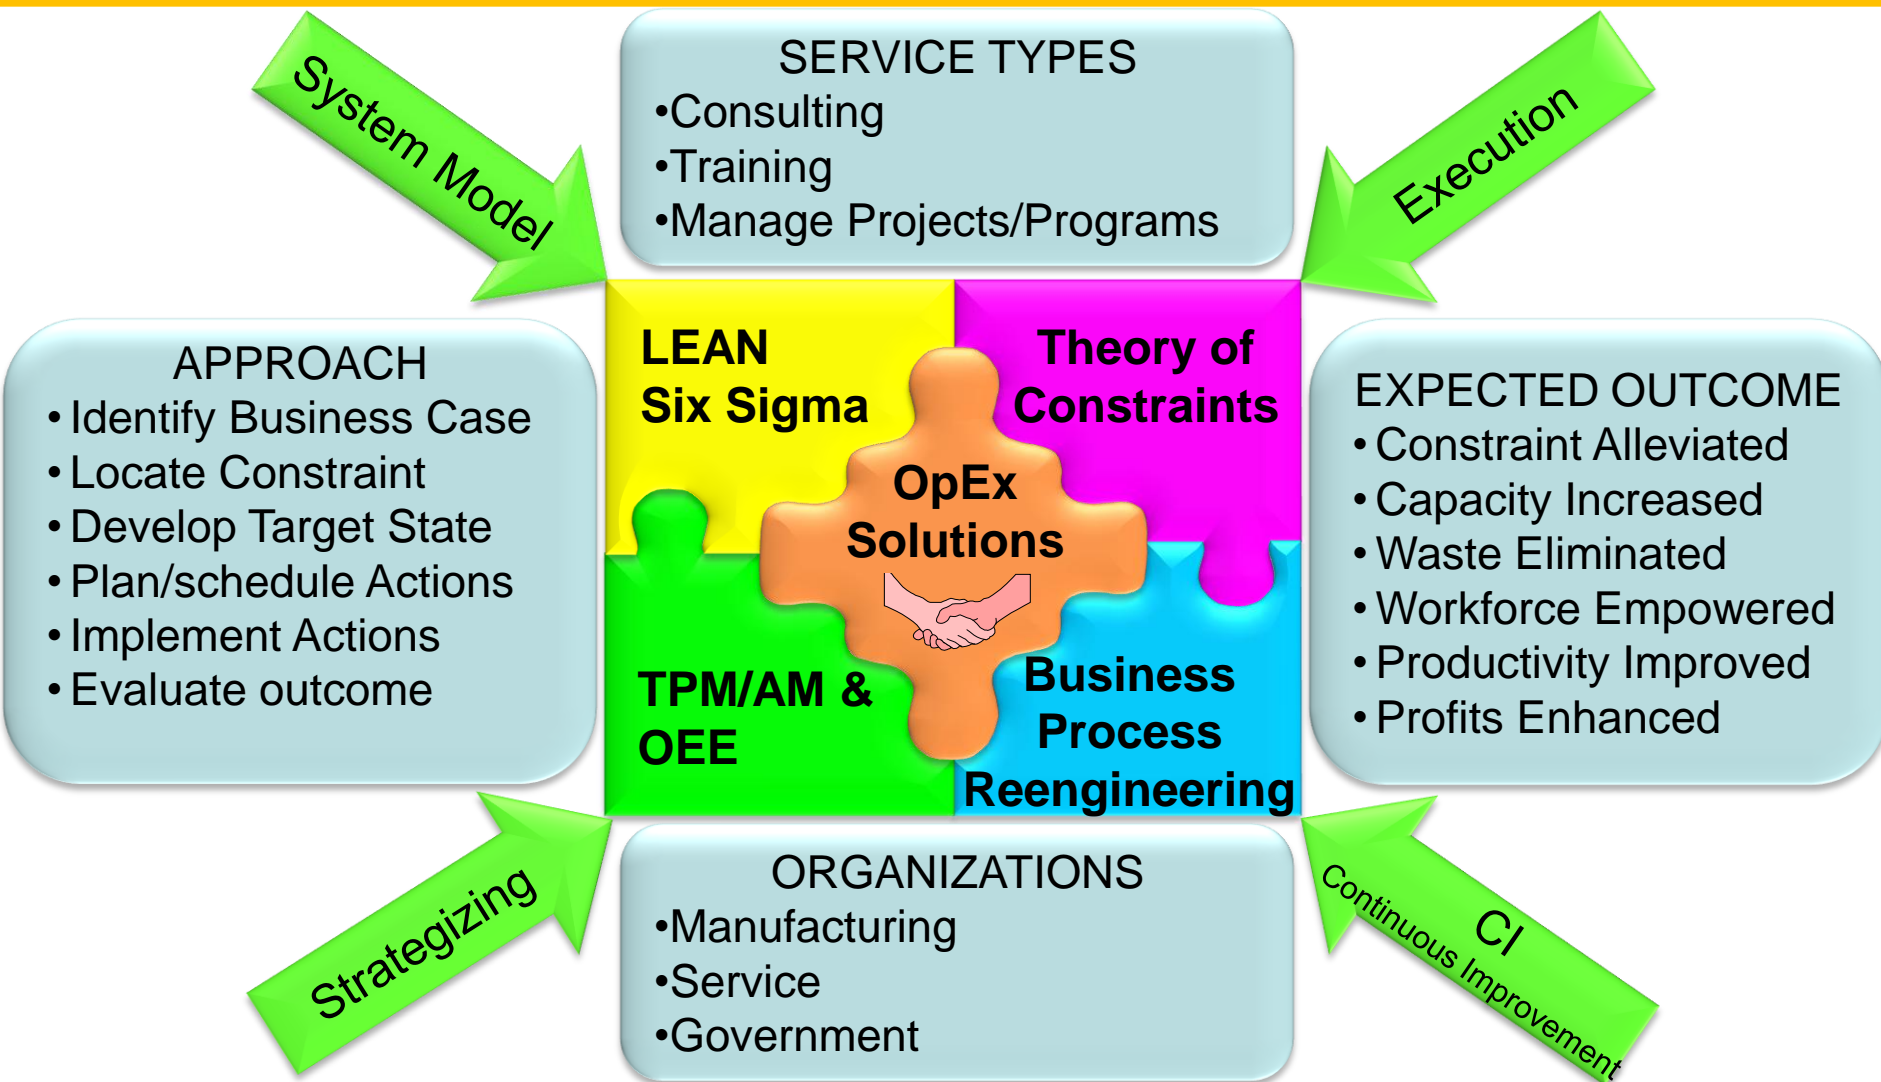 System Model
SERVICE TYPES
•Consulting
•Training
•Manage Projects/Programs
Execution
APPROACH
• Identify Business Case
• Locate Constraint
• Develop Target State
• Plan/schedule Actions
• Implement Actions
• Evaluate outcome
LEAN
Six Sigma
Theory of
Constraints
OpEx
Solutions
TPM/AM &
OEE
Business
Process
Reengineering
EXPECTED OUTCOME
• Constraint Alleviated
• Capacity Increased
• Waste Eliminated
• Workforce Empowered
• Productivity Improved
• Profits Enhanced
Strategizing
ORGANIZATIONS
•Manufacturing
•Service
•Government
CI
Continuous Improvement